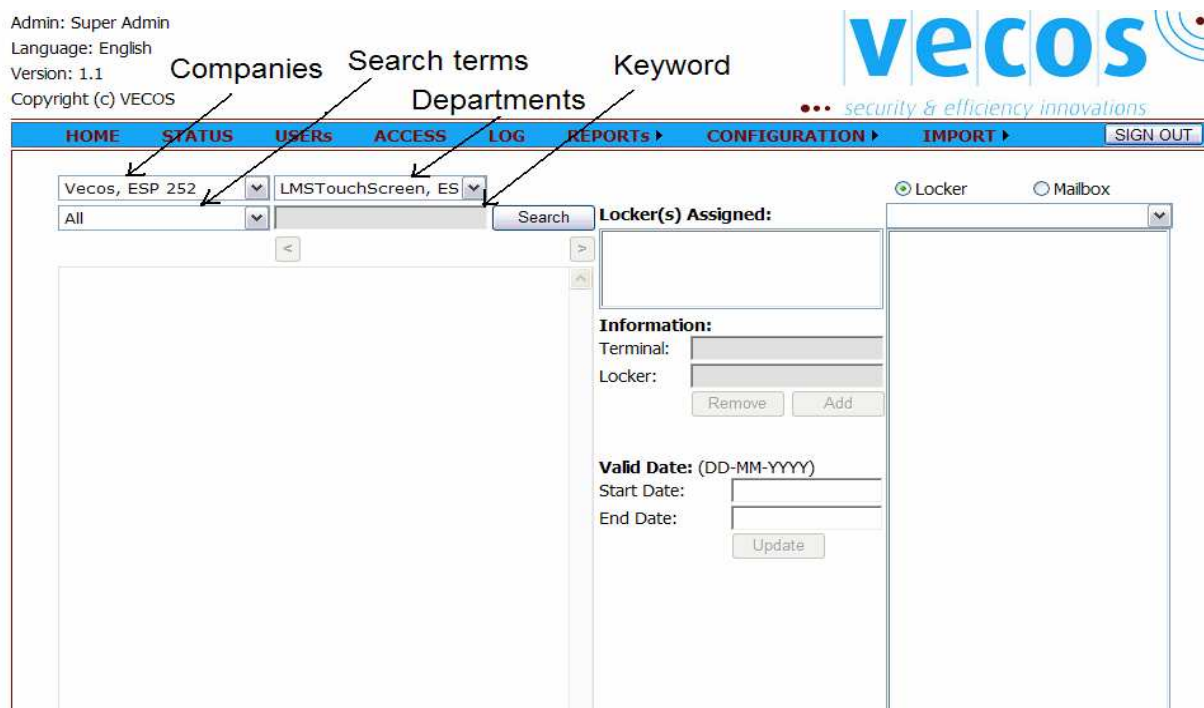 Admin: Super Admin
Language: English
Version: 1.1
Copyright (c) VECOS
Companies
Search terms
Departments
Keyword
vecos
security & efficiency innovations
HOME STATUS USERs ACCESS LOG REPORTs CONFIGURATION IMPORT SIGN OUT
Vecos, ESP 252 LMSTouchScreen, ES
Locker Mailbox
All Search Locker(s) Assigned:
< >
Information:
Terminal:
Locker:
Remove Add
Valid Date: (DD-MM-YYYY)
Start Date:
End Date:
Update